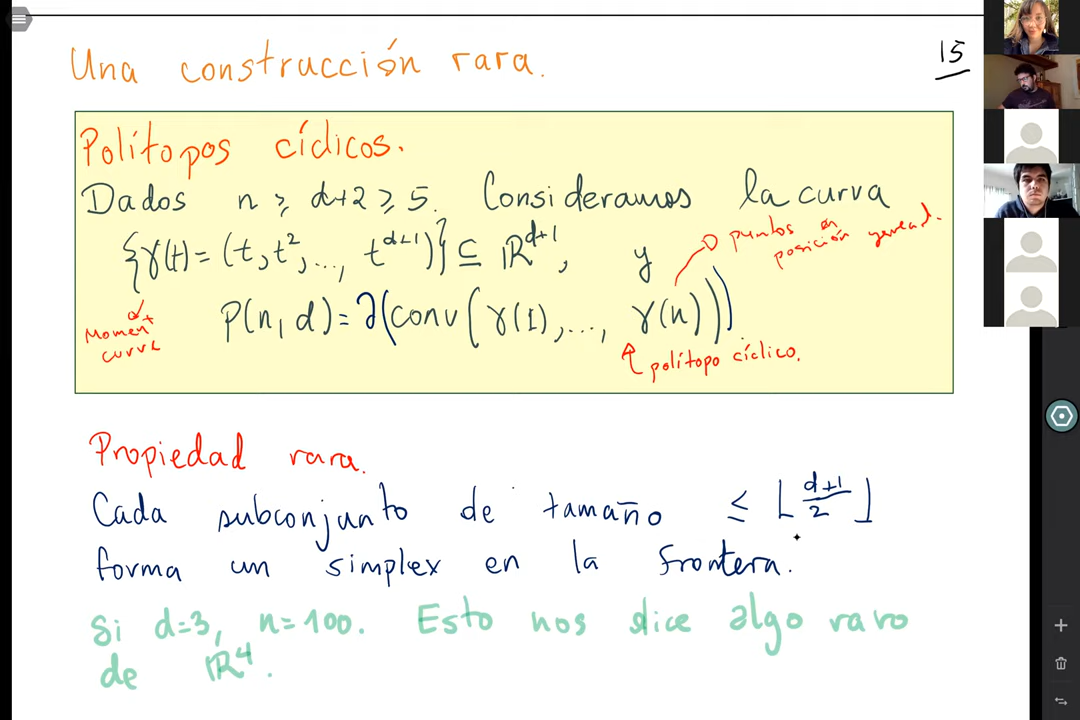 Una construcción rara.
15
Polítopos cíclicos.
Dados n ≥ d+2 ≥ 5. Consideramos la curva
{γ(t) = (t, t², ..., t^{d+1})} ⊆ ℝ^{d+1}, y
puntos en
posición general.
Moment
curve
P(n, d) = ∂(conv(γ(1), ..., γ(n)))
polítopo cíclico.
Propiedad rara.
Cada subconjunto de tamaño ≤ ⌊(d+1)/2⌋
forma un simplex en la frontera.
Si d=3, n=100. Esto nos dice algo raro
de ℝ⁴.